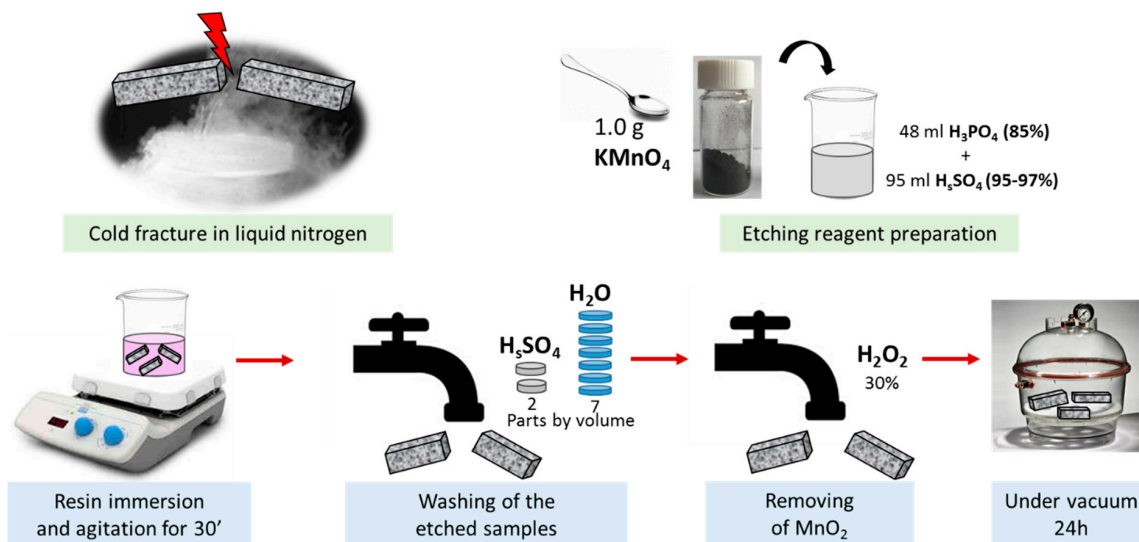 1.0 g
KMnO₄
48 ml H₃PO₄ (85%)
+
95 ml HₛSO₄ (95-97%)
Cold fracture in liquid nitrogen
Etching reagent preparation
HₛSO₄
2
H₂O
7
Parts by volume
H₂O₂
30%
Resin immersion
and agitation for 30’
Washing of the
etched samples
Removing
of MnO₂
Under vacuum
24h